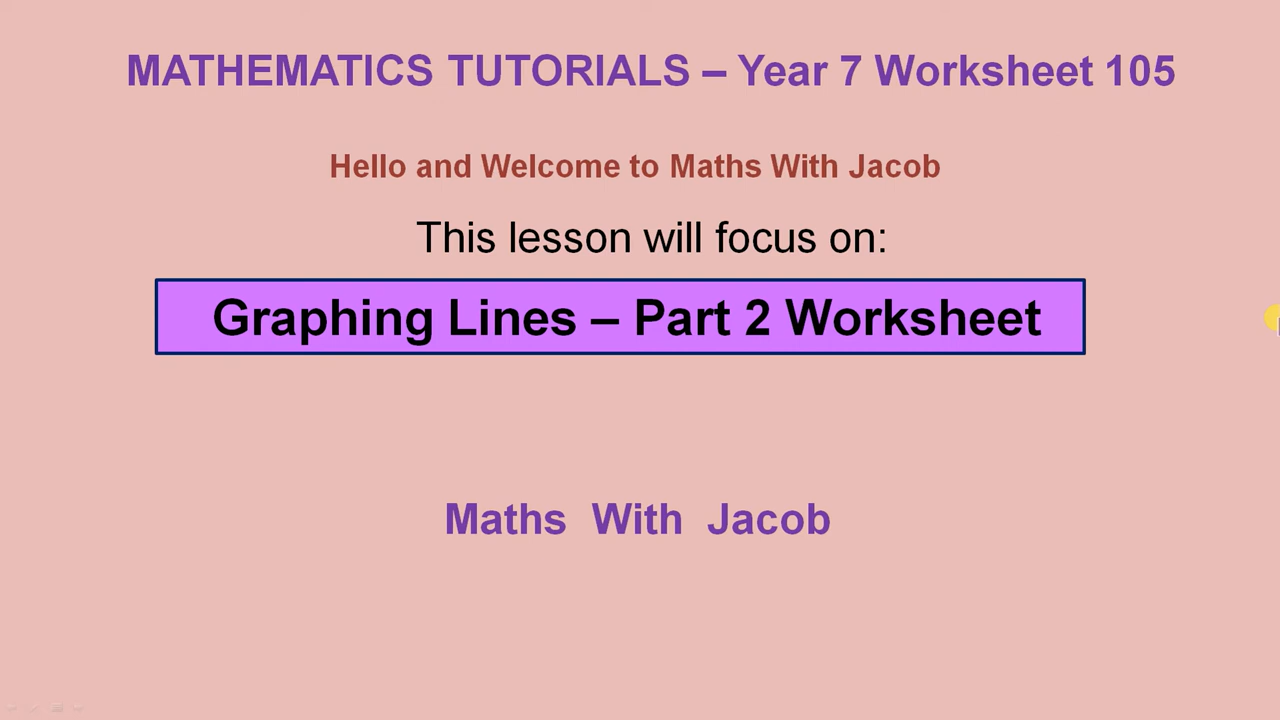 MATHEMATICS TUTORIALS – Year 7 Worksheet 105
Hello and Welcome to Maths With Jacob
This lesson will focus on:
Graphing Lines – Part 2 Worksheet
Maths With Jacob